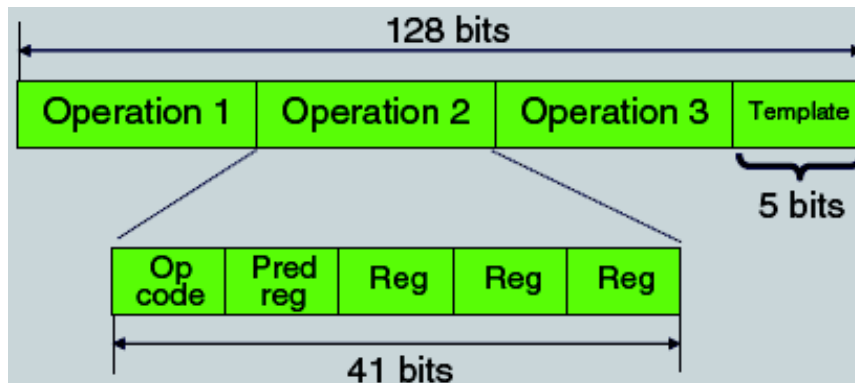 128 bits
Operation 1
Operation 2
Operation 3
Template
5 bits
Op
code
Pred
reg
Reg
Reg
Reg
41 bits